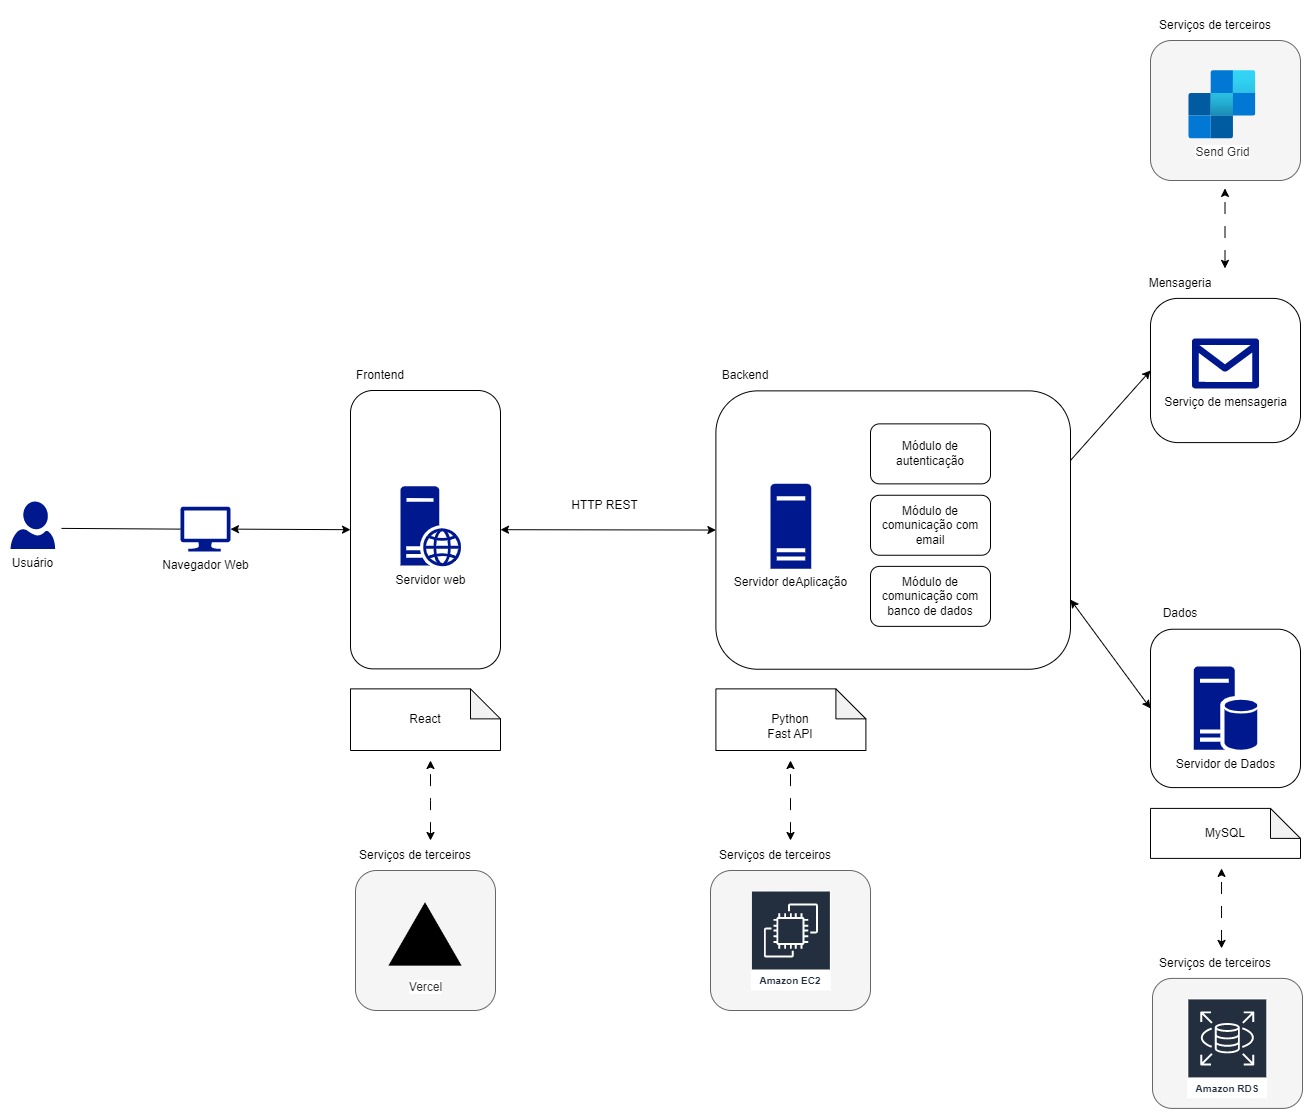 Serviços de terceiros
Send Grid
Mensageria
Serviço de mensageria
Frontend
Backend
Módulo de
autenticação
HTTP REST
Módulo de
comunicação com
email
Usuário
Navegador Web
Servidor web
Servidor deAplicação
Módulo de
comunicação com
banco de dados
Dados
Servidor de Dados
React
Python
Fast API
MySQL
Serviços de terceiros
Vercel
Serviços de terceiros
Amazon EC2
Serviços de terceiros
Amazon RDS